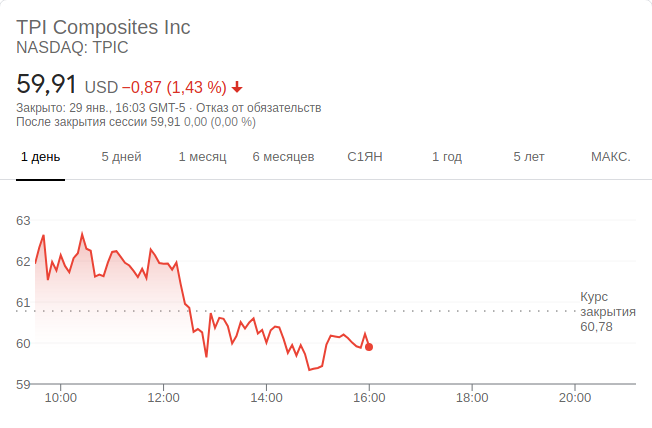 TPI Composites Inc
NASDAQ: TPIC
59,91 USD −0,87 (1,43 %)
Закрыто: 29 янв., 16:03 GMT-5 · Отказ от обязательств
После закрытия сессии 59,91 0,00 (0,00 %)
1 день 5 дней 1 месяц 6 месяцев С1ЯН 1 год 5 лет МАКС.
63
62
61
60
59
Курс
закрытия
60,78
10:00 12:00 14:00 16:00 18:00 20:00